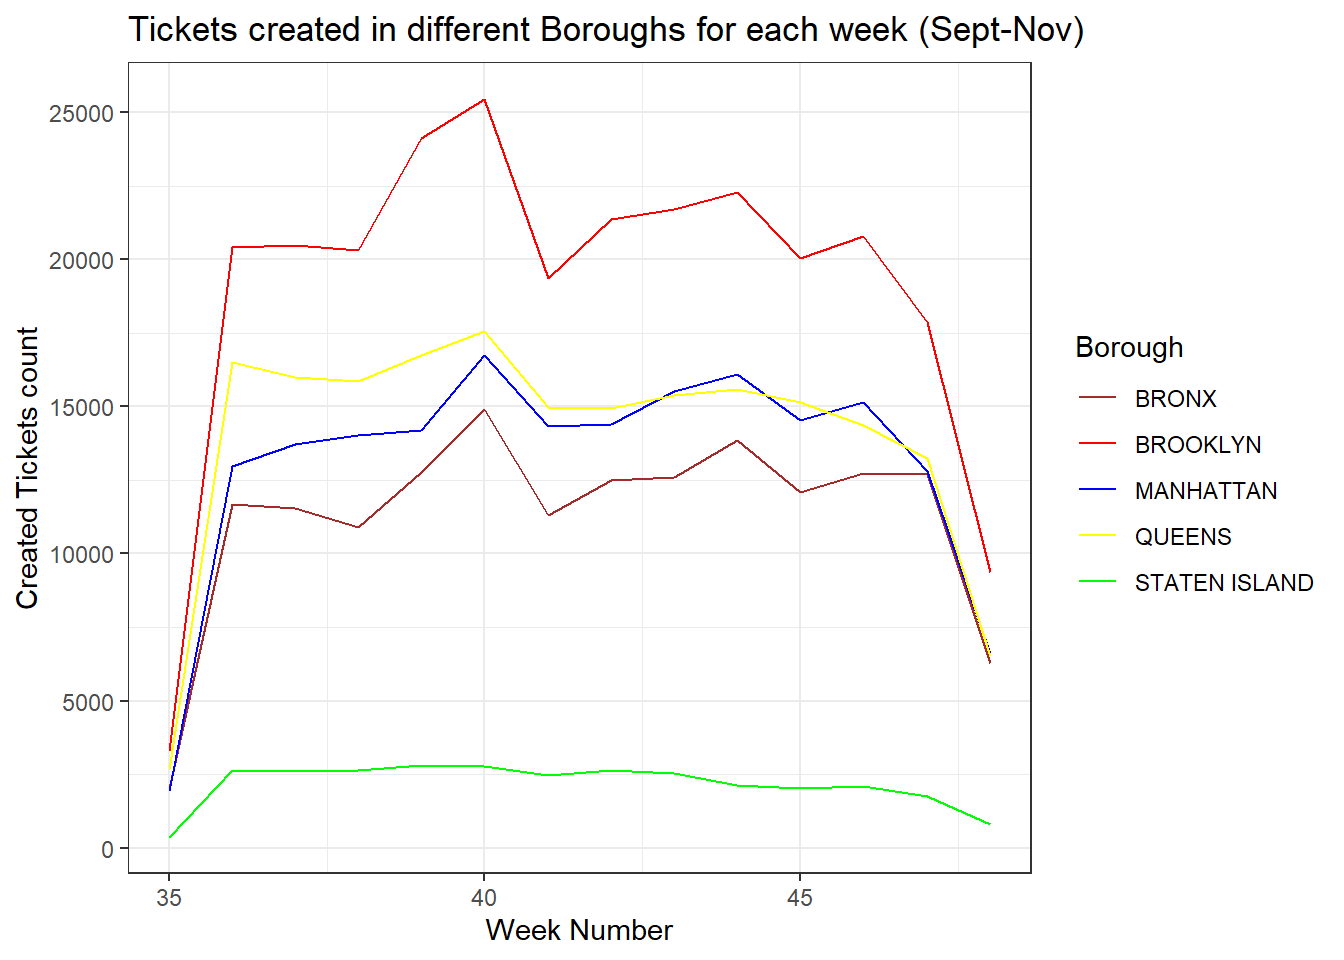 Tickets created in different Boroughs for each week (Sept-Nov)
25000
20000
15000
10000
5000
0
Created Tickets count
35
40
45
Week Number
Borough
BRONX
BROOKLYN
MANHATTAN
QUEENS
STATEN ISLAND